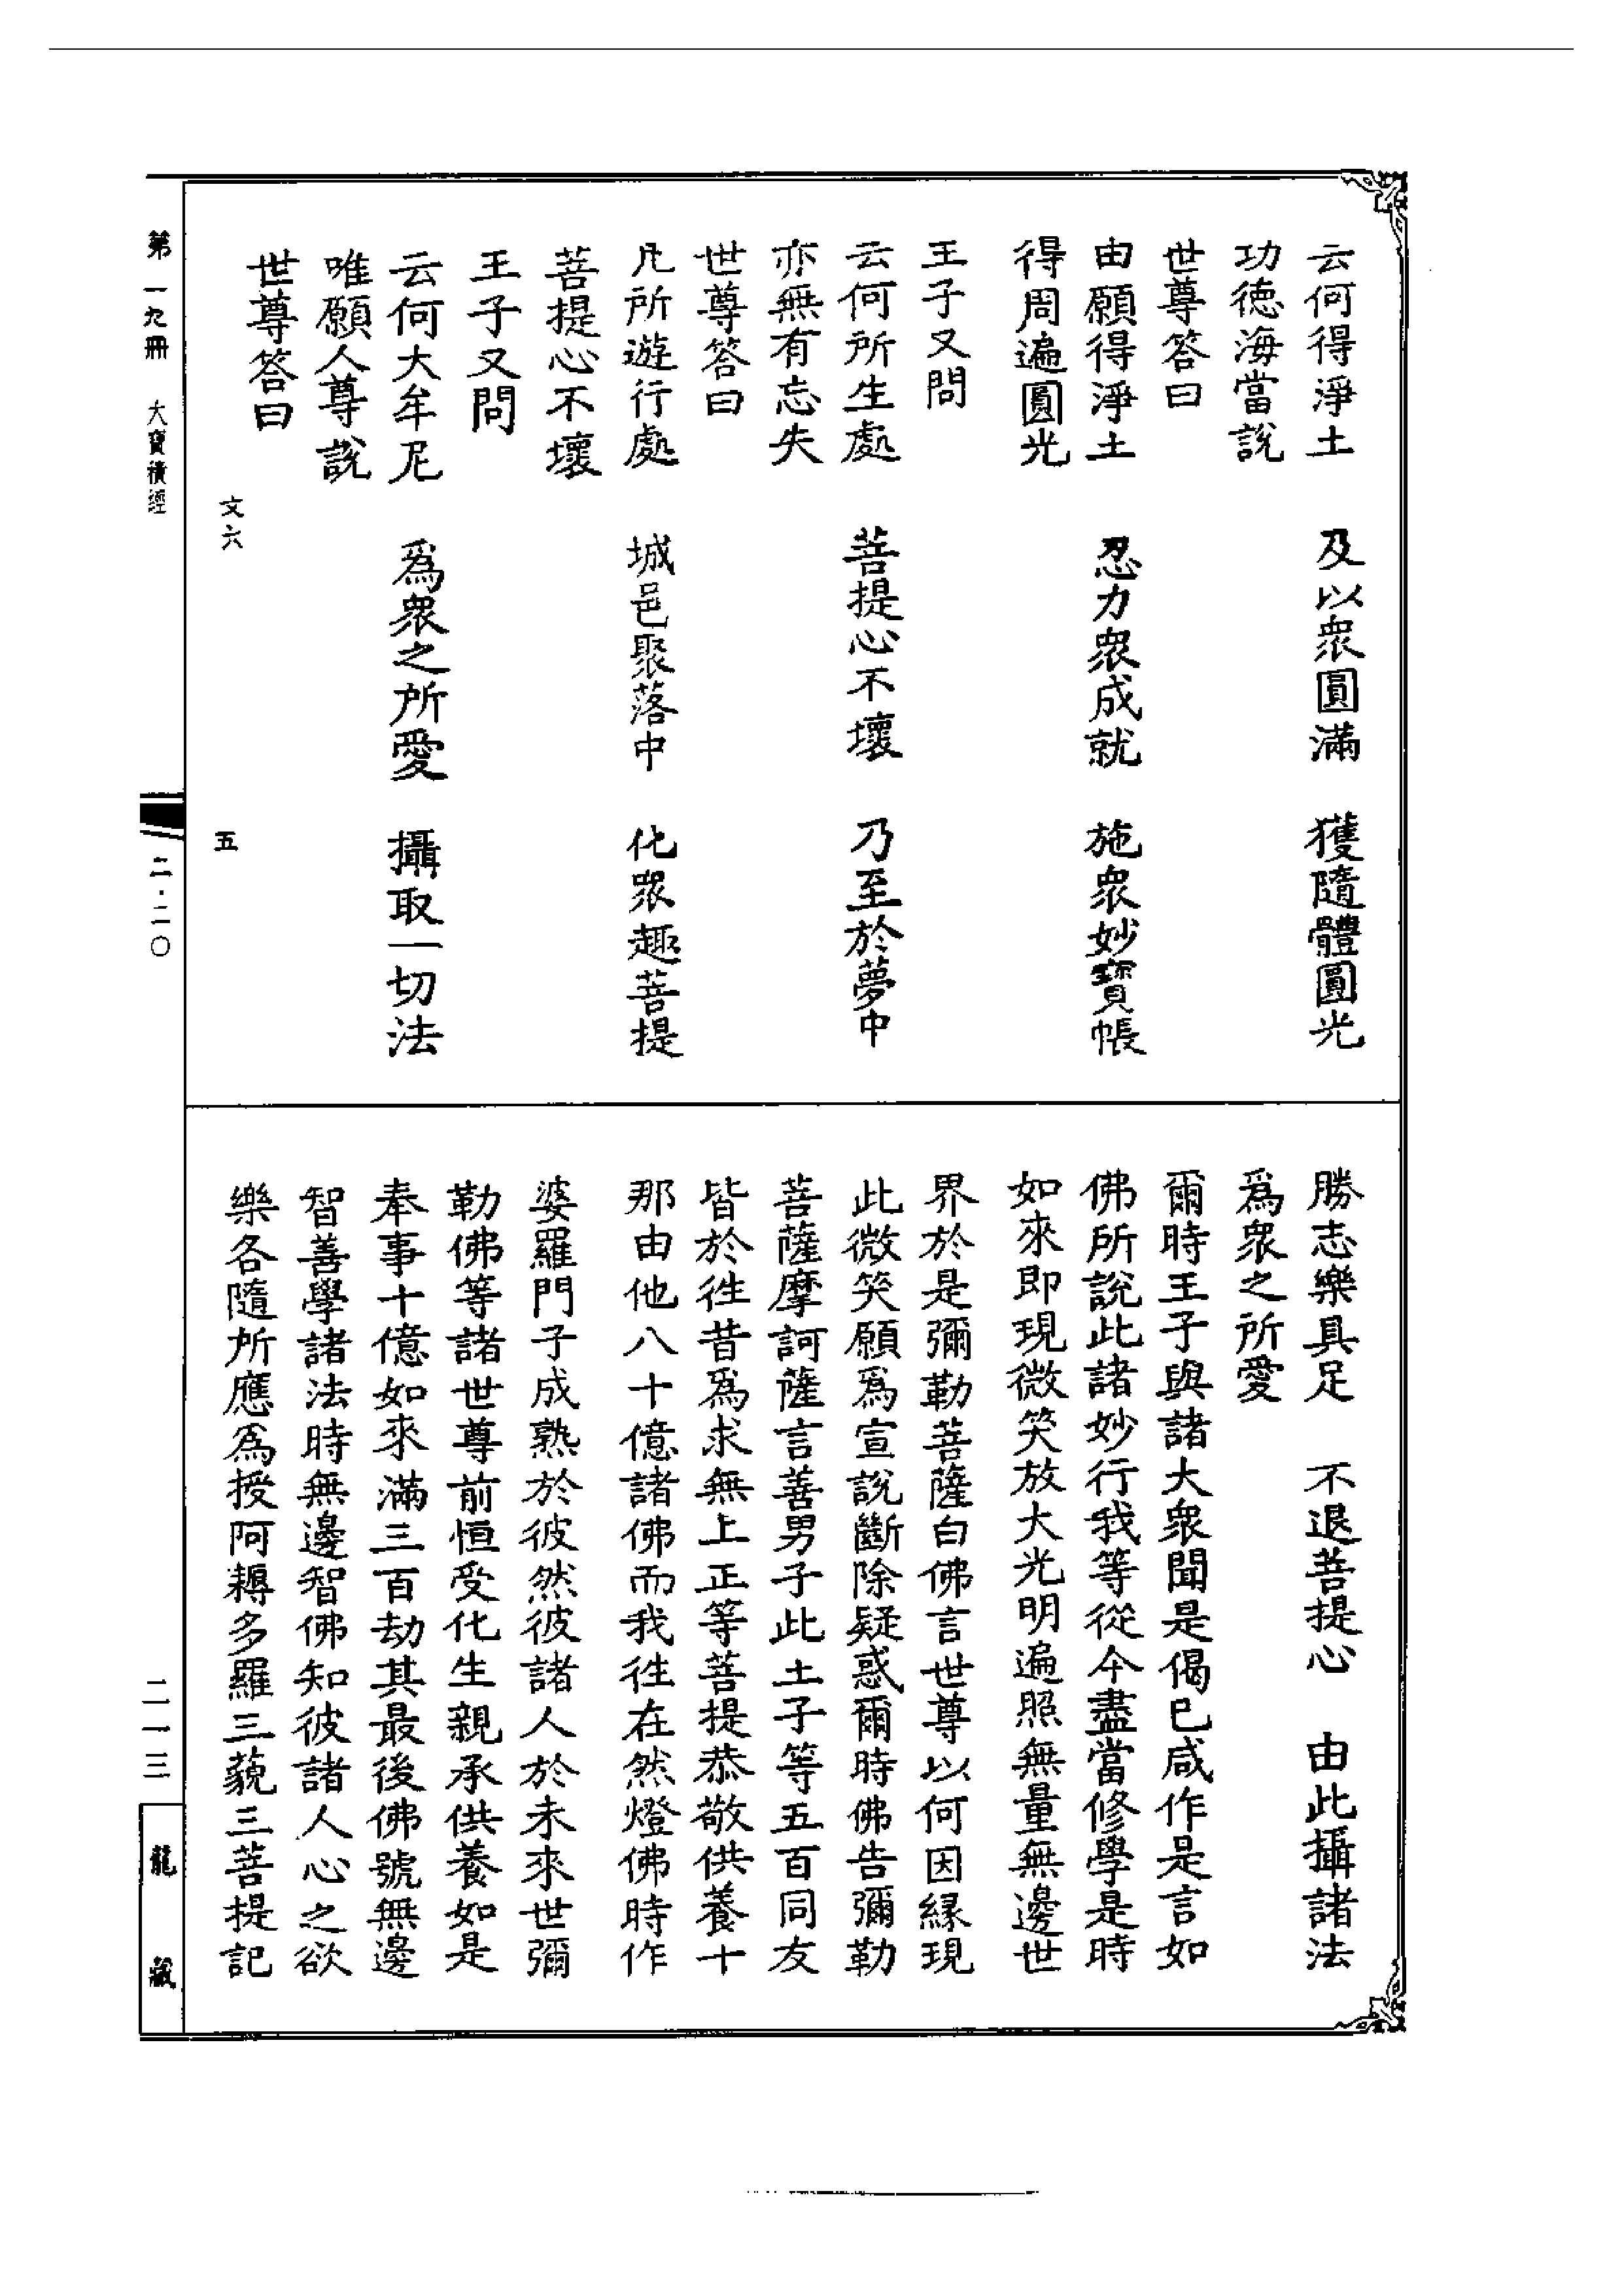 云何得淨土　及以衆圓滿　獲隨體圓光
功德海當說
世尊答曰
由願得淨土　忍力衆成就　施衆妙寶帳
得周遍圓光
王子又問
云何所生處　菩提心不壞　乃至於夢中
亦無有忘失
世尊答曰
凡所遊行處　城邑聚落中　化衆趣菩提
菩提心不壞
王子又問
云何大牟尼　爲衆之所愛　攝取一切法
唯願人尊說
世尊答曰
文六　五
勝志樂具足　不退菩提心　由此攝諸法
爲衆之所愛
爾時王子與諸大衆聞是偈已咸作是言如
佛所說此諸妙行我等從今盡當修學是時
如來即現微笑放大光明遍照無量無邊世
界於是彌勒菩薩白佛言世尊以何因緣現
此微笑願爲宣說斷除疑惑爾時佛告彌勒
菩薩摩訶薩言善男子此土子等五百同友
皆於往昔爲求無上正等菩提恭敬供養十
那由他八十億諸佛而我往在然燈佛時作
婆羅門子成熟於彼然彼諸人於未來世彌
勒佛等諸世尊前恒受化生親承供養如是
奉事十億如來滿三百劫其最後佛號無邊
智善學諸法時無邊智佛知彼諸人心之欲
樂各隨所應爲授阿耨多羅三藐三菩提記
第一九冊　大寶積經　二·二〇　二一三　龍藏